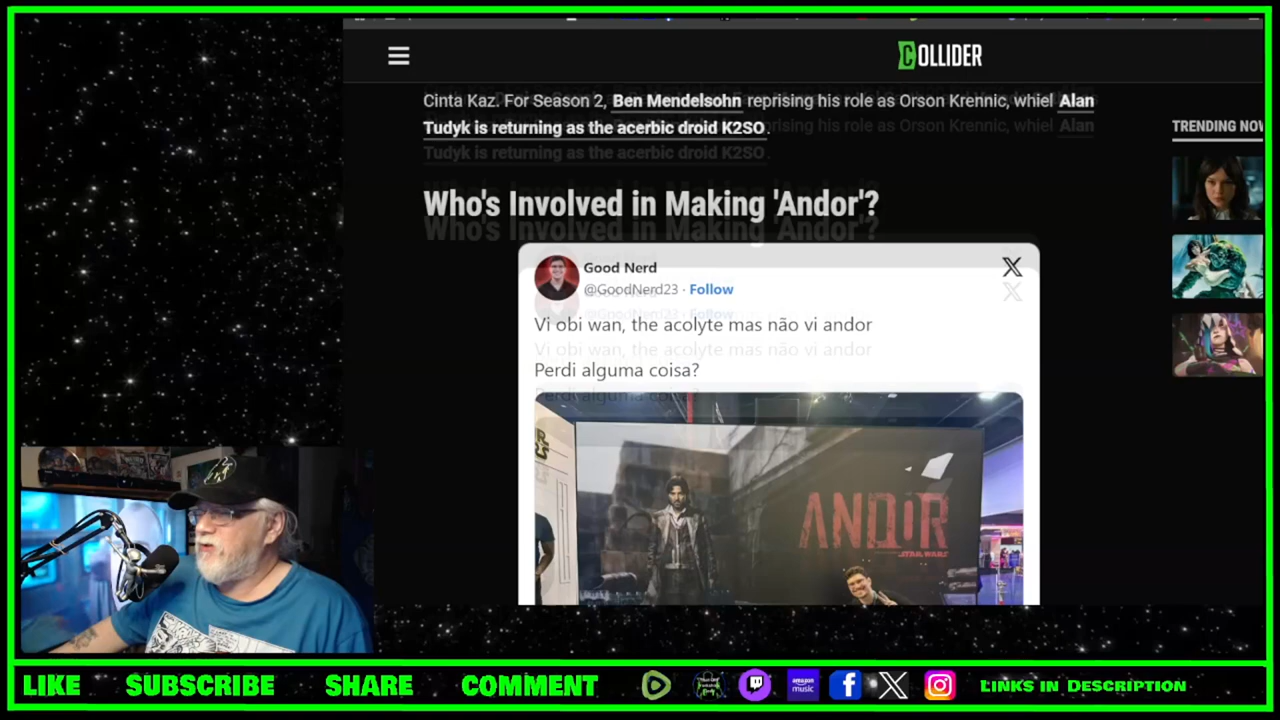 COLLIDER
Cinta Kaz. For Season 2, Ben Mendelsohn reprising his role as Orson Krennic, whiel Alan
Tudyk is returning as the acerbic droid K2SO.
TRENDING NOW
Who's Involved in Making 'Andor'?
Good Nerd
@GoodNerd23 · Follow
Vi obi wan, the acolyte mas não vi andor
Perdi alguma coisa?
ANDOR
STAR WARS
LIKE SUBSCRIBE SHARE COMMENT amazon music LINKS IN DESCRIPTION